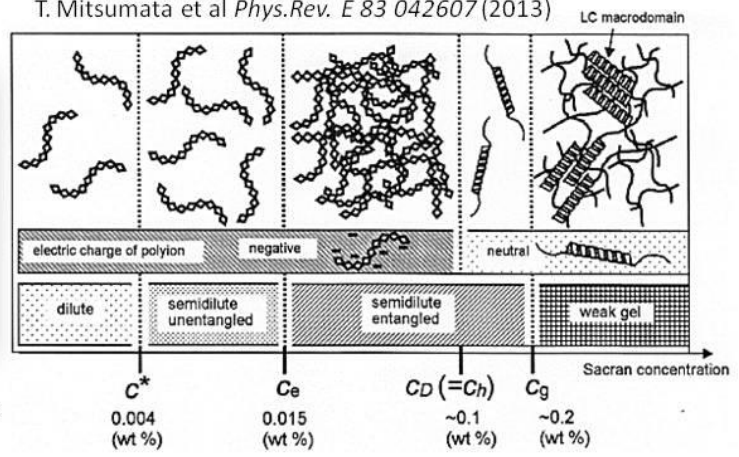 T. Mitsumata et al Phys.Rev. E 83 042607 (2013)
LC macrodomain
electric charge of polyion
negative
neutral
dilute
semidilute
unentangled
semidilute
entangled
weak gel
Sacran concentration
C* Ce CD (=Ch) Cg
0.004 0.015 ~0.1 ~0.2
(wt %) (wt %) (wt %) (wt %)